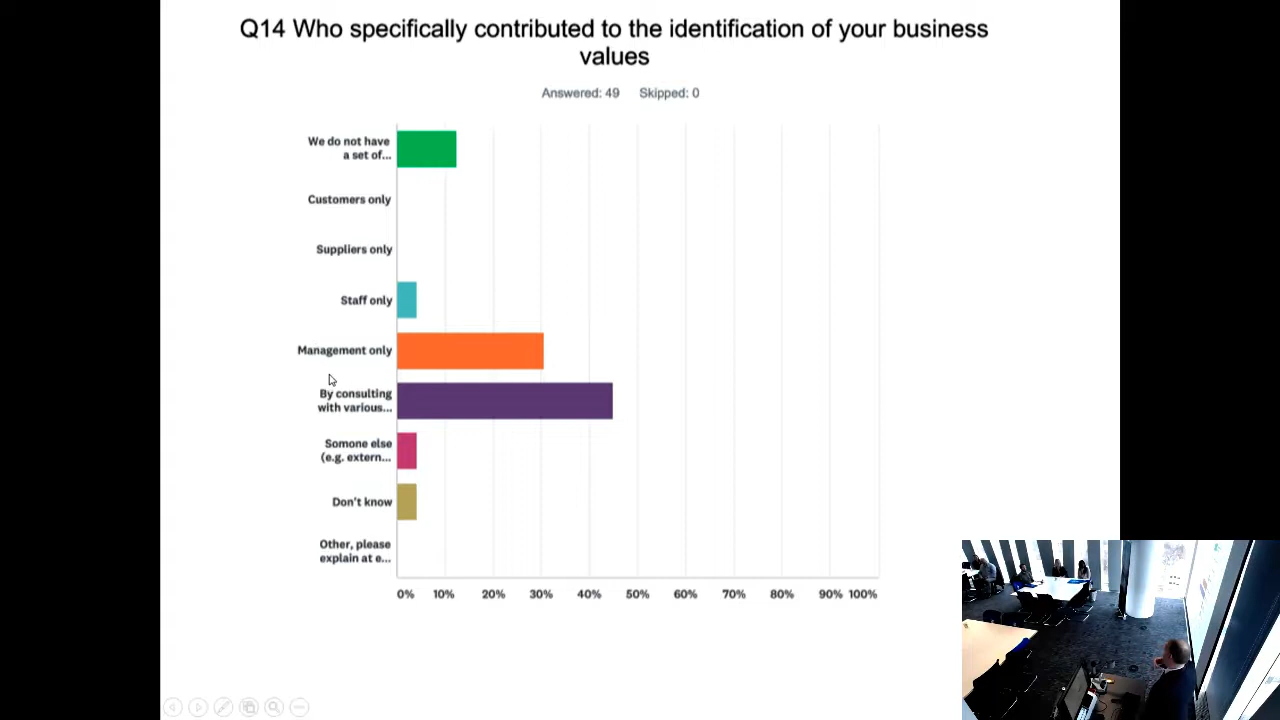 Q14 Who specifically contributed to the identification of your business
values
Answered: 49 Skipped: 0
We do not have
a set of...
Customers only
Suppliers only
Staff only
Management only
By consulting
with various...
Somone else
(e.g. extern...
Don't know
Other, please
explain at e...
0% 10% 20% 30% 40% 50% 60% 70% 80% 90% 100%